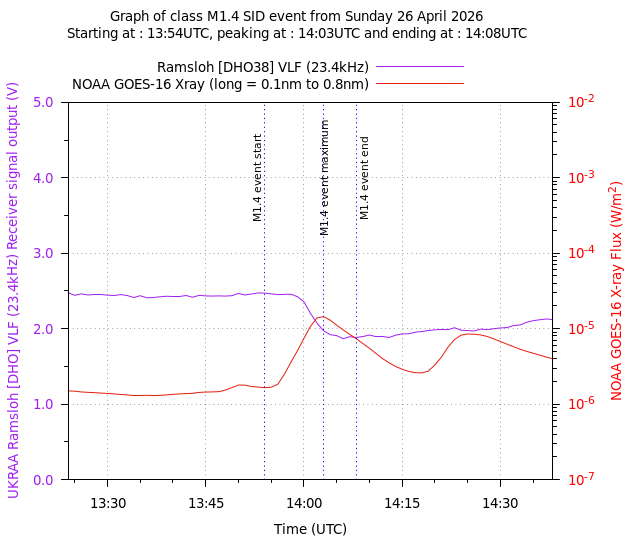 Graph of class M1.4 SID event from Sunday 26 April 2026
Starting at : 13:54UTC, peaking at : 14:03UTC and ending at : 14:08UTC
Ramsloh [DHO38] VLF (23.4kHz)
NOAA GOES-16 Xray (long = 0.1nm to 0.8nm)
UKRAA Ramsloh [DHO] VLF (23.4kHz) Receiver signal output (V)
5.0
4.0
3.0
2.0
1.0
0.0
M1.4 event start
M1.4 event maximum
M1.4 event end
10-2
10-3
10-4
10-5
10-6
10-7
NOAA GOES-16 X-ray Flux (W/m2)
13:30 13:45 14:00 14:15 14:30
Time (UTC)